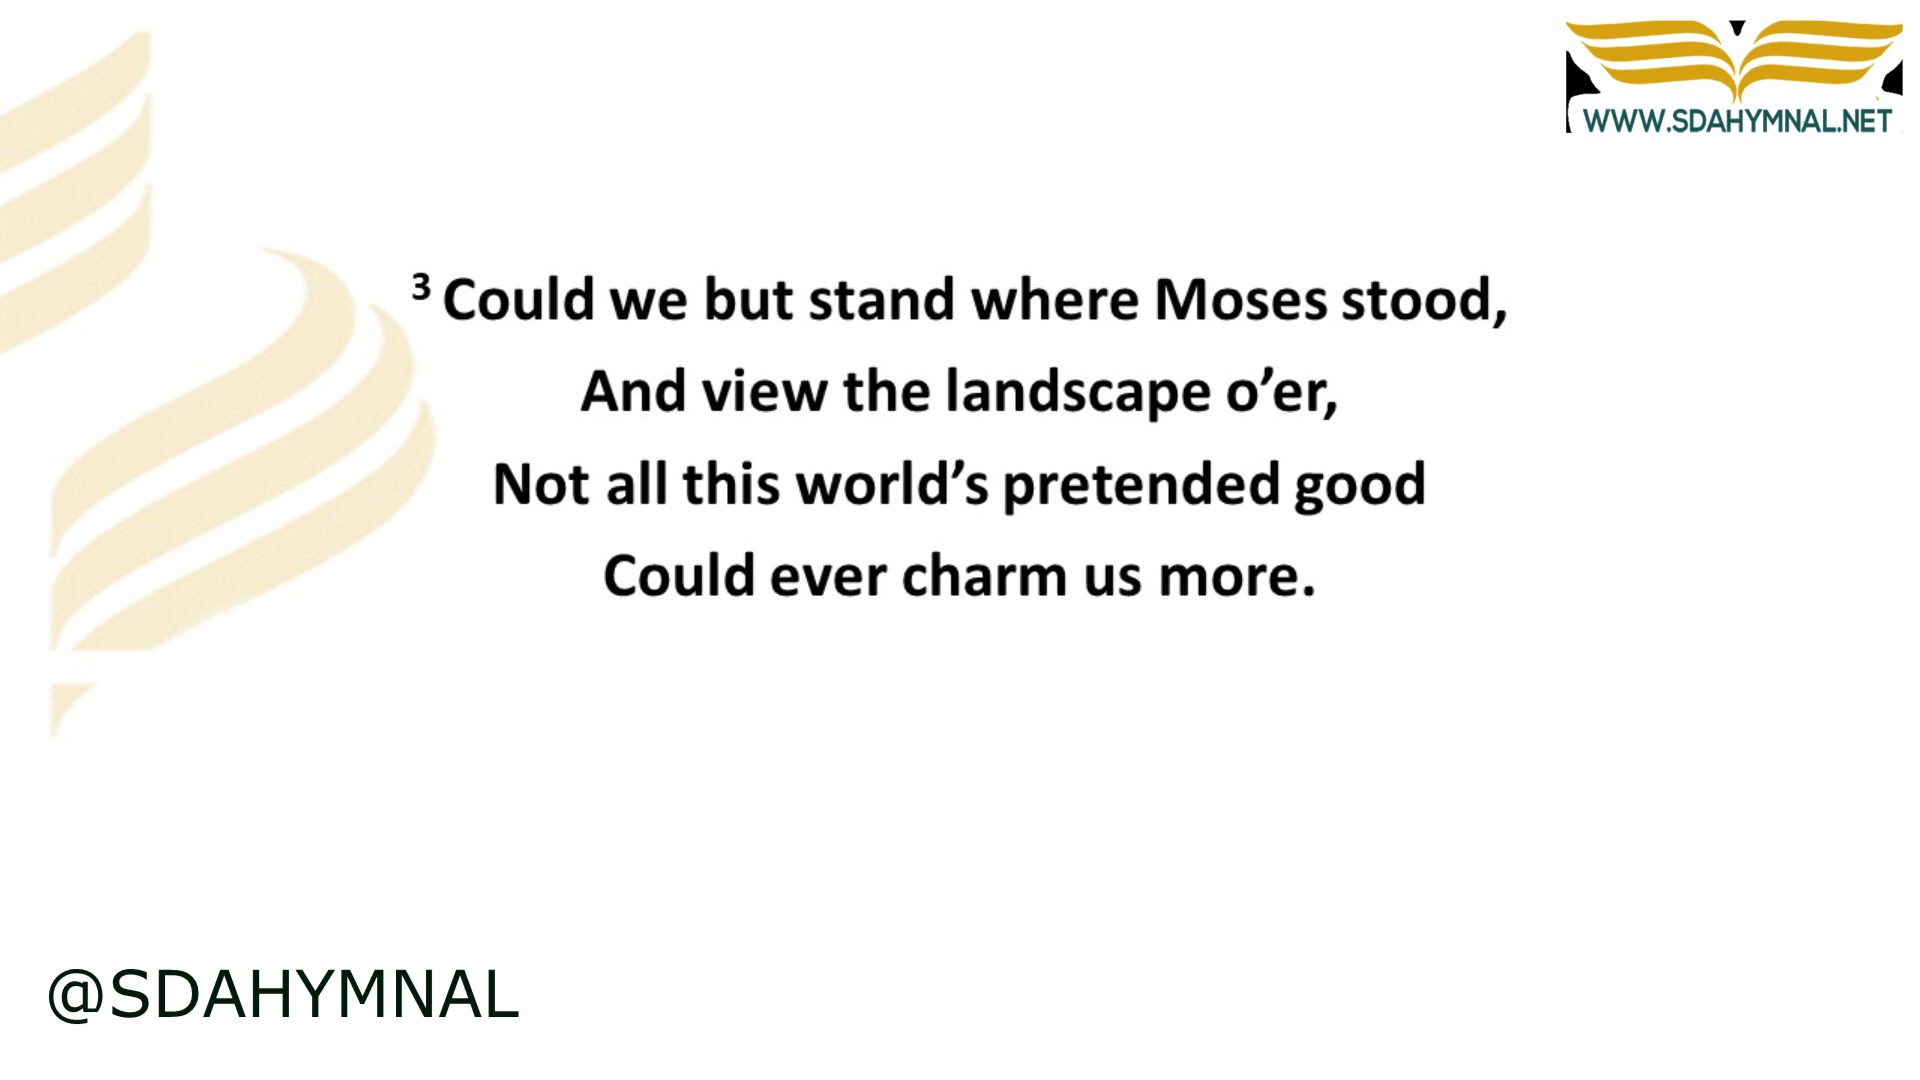 WWW.SDAHYMNAL.NET
3 Could we but stand where Moses stood,
And view the landscape o’er,
Not all this world’s pretended good
Could ever charm us more.
@SDAHYMNAL